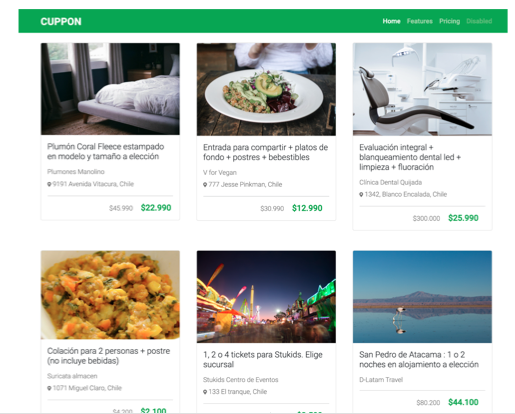 CUPPON
Home Features Pricing Disabled
Plumón Coral Fleece estampado
en modelo y tamaño a elección
Plumones Manolino
9191 Avenida Vitacura, Chile
$45.990 $22.990
Entrada para compartir + platos de
fondo + postres + bebestibles
V for Vegan
777 Jesse Pinkman, Chile
$30.990 $12.990
Evaluación integral +
blanqueamiento dental led +
limpieza + fluoración
Clínica Dental Quijada
1342, Blanco Encalada, Chile
$300.000 $25.990
Colación para 2 personas + postre
(no incluye bebidas)
Suricata almacen
1071 Miguel Claro, Chile
$4.200 $2.100
1, 2 o 4 tickets para Stukids. Elige
sucursal
Stukids Centro de Eventos
133 El tranque, Chile
San Pedro de Atacama : 1 o 2
noches en alojamiento a elección
D-Latam Travel
$80.200 $44.100